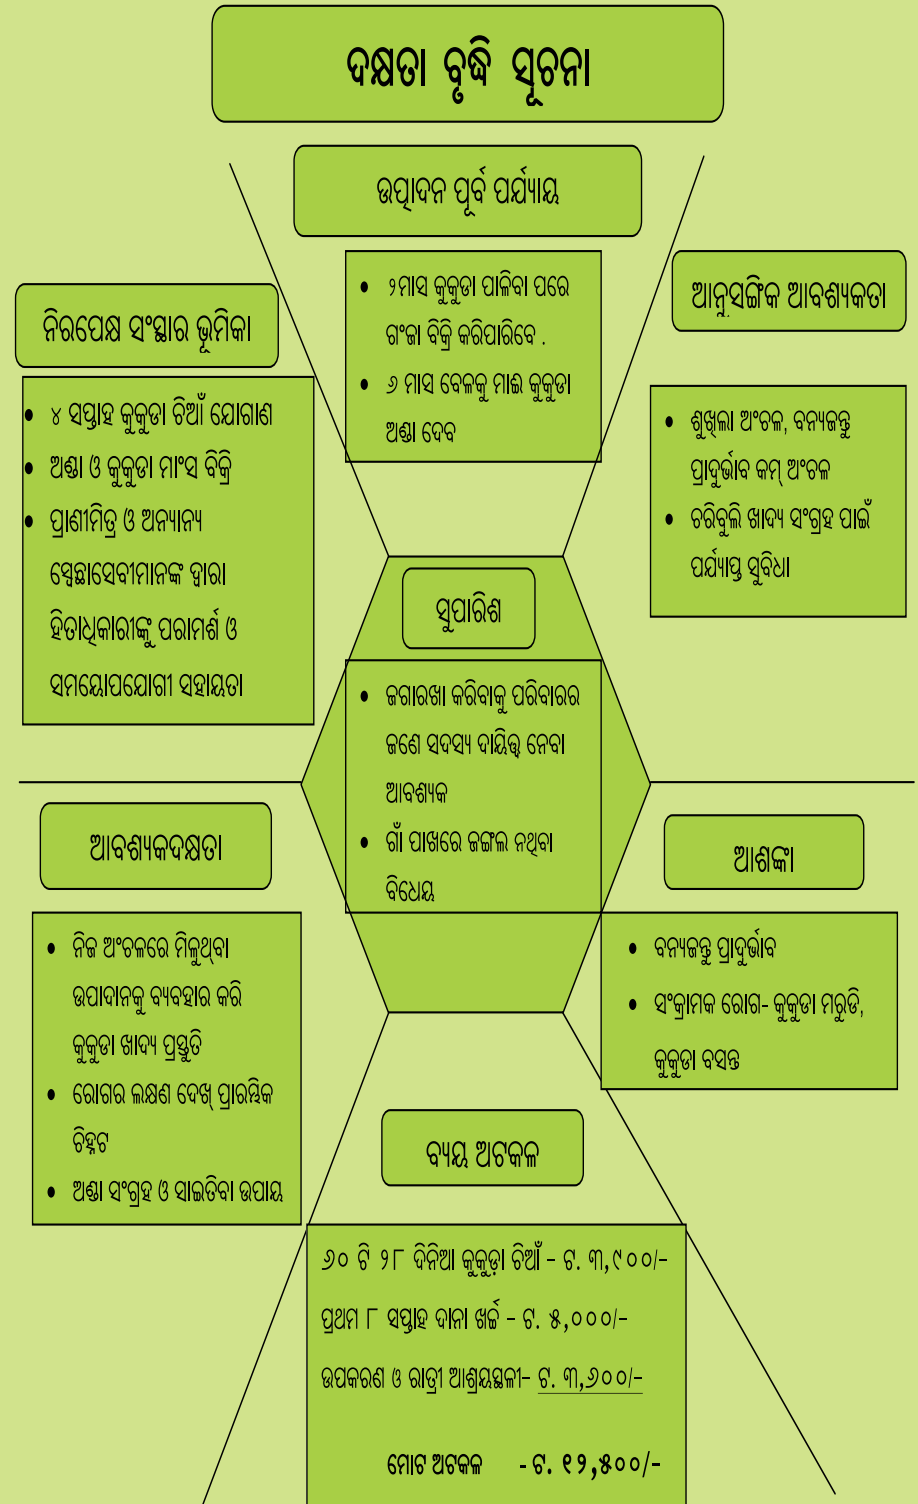 ଦକ୍ଷତା ବୃଦ୍ଧି ସୂଚନା
ଉତ୍ପାଦନ ପୂର୍ବ ପର୍ଯ୍ୟାୟ
• ୨ମାସ କୁକୁଡା ପାଳିବା ପରେ
ଗଂଜା ବିକ୍ରି କରିପାରିବେ .
• ୬ ମାସ ବେଳକୁ ମାଈ କୁକୁଡା
ଅଣ୍ଡା ଦେବ
ନିରପେକ୍ଷ ସଂସ୍ଥାର ଭୂମିକା
• ୪ ସପ୍ତାହ କୁକୁଡା ଚିଆଁ ଯୋଗାଣ
• ଅଣ୍ଡା ଓ କୁକୁଡା ମାଂସ ବିକ୍ରି
• ପ୍ରାଣୀମିତ୍ର ଓ ଅନ୍ୟାନ୍ୟ
ସ୍ୱେଛାସେବୀମାନଙ୍କ ଦ୍ୱାରା
ହିତାଧିକାରୀଙ୍କୁ ପରାମର୍ଶ ଓ
ସମୟୋପଯୋଗୀ ସହାୟତା
ଆନୁସଙ୍ଗିକ ଆବଶ୍ୟକତା
• ଶୁଖିଲା ଅଂଚଳ, ବନ୍ୟଜନ୍ତୁ
ପ୍ରାଦୁର୍ଭାବ କମ୍ ଅଂଚଳ
• ଚରିବୁଲି ଖାଦ୍ୟ ସଂଗ୍ରହ ପାଇଁ
ପର୍ଯ୍ୟାପ୍ତ ସୁବିଧା
ସୁପାରିଶ
• ଜଗାରଖା କରିବାକୁ ପରିବାରର
ଜଣେ ସଦସ୍ୟ ଦାୟିତ୍ତ୍ୱ ନେବା
ଆବଶ୍ୟକ
• ଗାଁ ପାଖରେ ଜଙ୍ଗଲ ନଥିବା
ବିଧେୟ
ଆବଶ୍ୟକଦକ୍ଷତା
• ନିଜ ଅଂଚଳରେ ମିଳୁଥିବା
ଉପାଦାନକୁ ବ୍ୟବହାର କରି
କୁକୁଡା ଖାଦ୍ୟ ପ୍ରସ୍ତୁତି
• ରୋଗର ଲକ୍ଷଣ ଦେଖି ପ୍ରାରମ୍ଭିକ
ଚିହ୍ନଟ
• ଅଣ୍ଡା ସଂଗ୍ରହ ଓ ସାଇତିବା ଉପାୟ
ଆଶଙ୍କା
• ବନ୍ୟଜନ୍ତୁ ପ୍ରାଦୁର୍ଭାବ
• ସଂକ୍ରାମକ ରୋଗ- କୁକୁଡା ମରୁଡି,
କୁକୁଡା ବସନ୍ତ
ବ୍ୟୟ ଅଟକଳ
୬୦ ଟି ୨୮ ଦିନିଆ କୁକୁଡ଼ା ଚିଆଁ - ଟ. ୩,୯୦୦/-
ପ୍ରଥମ ୮ ସପ୍ତାହ ଦାନା ଖର୍ଚ୍ଚ - ଟ. ୫,୦୦୦/-
ଉପକରଣ ଓ ରାତ୍ରୀ ଆଶ୍ରୟସ୍ଥଳୀ- ଟ. ୩,୬୦୦/-
ମୋଟ ଅଟକଳ - ଟ. ୧୨,୫୦୦/-